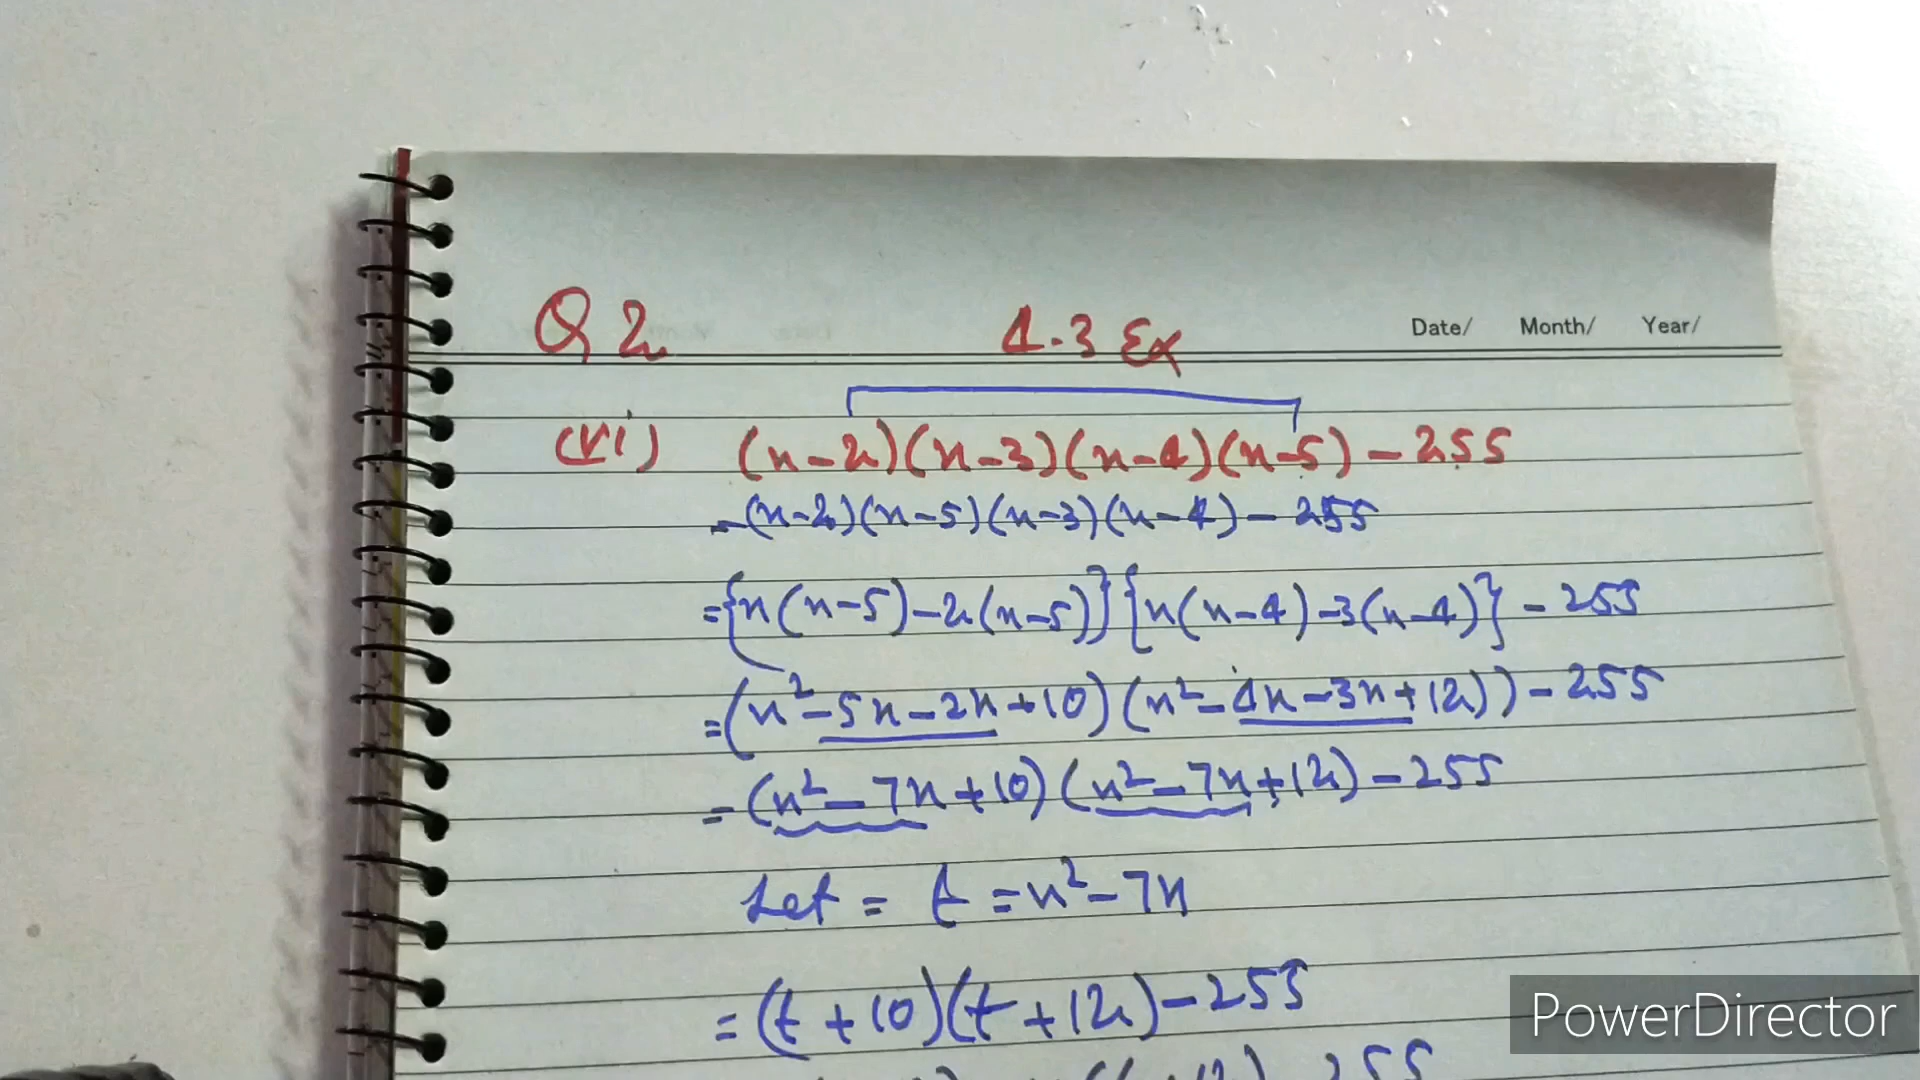 Q 2 4.3 Ex
Date/ Month/ Year/
(vi) (x-2)(x-3)(x-4)(x-5) - 255
= (x-2)(x-5)(x-3)(x-4) - 255
={x(x-5)-2(x-5)}{x(x-4)-3(x-4)} - 255
=(x²-5x-2x+10)(x²-4x-3x+12)) - 255
= (x²-7x+10)(x²-7x+12) - 255
Let = t = x²-7x
= (t+10)(t+12) - 255
PowerDirector